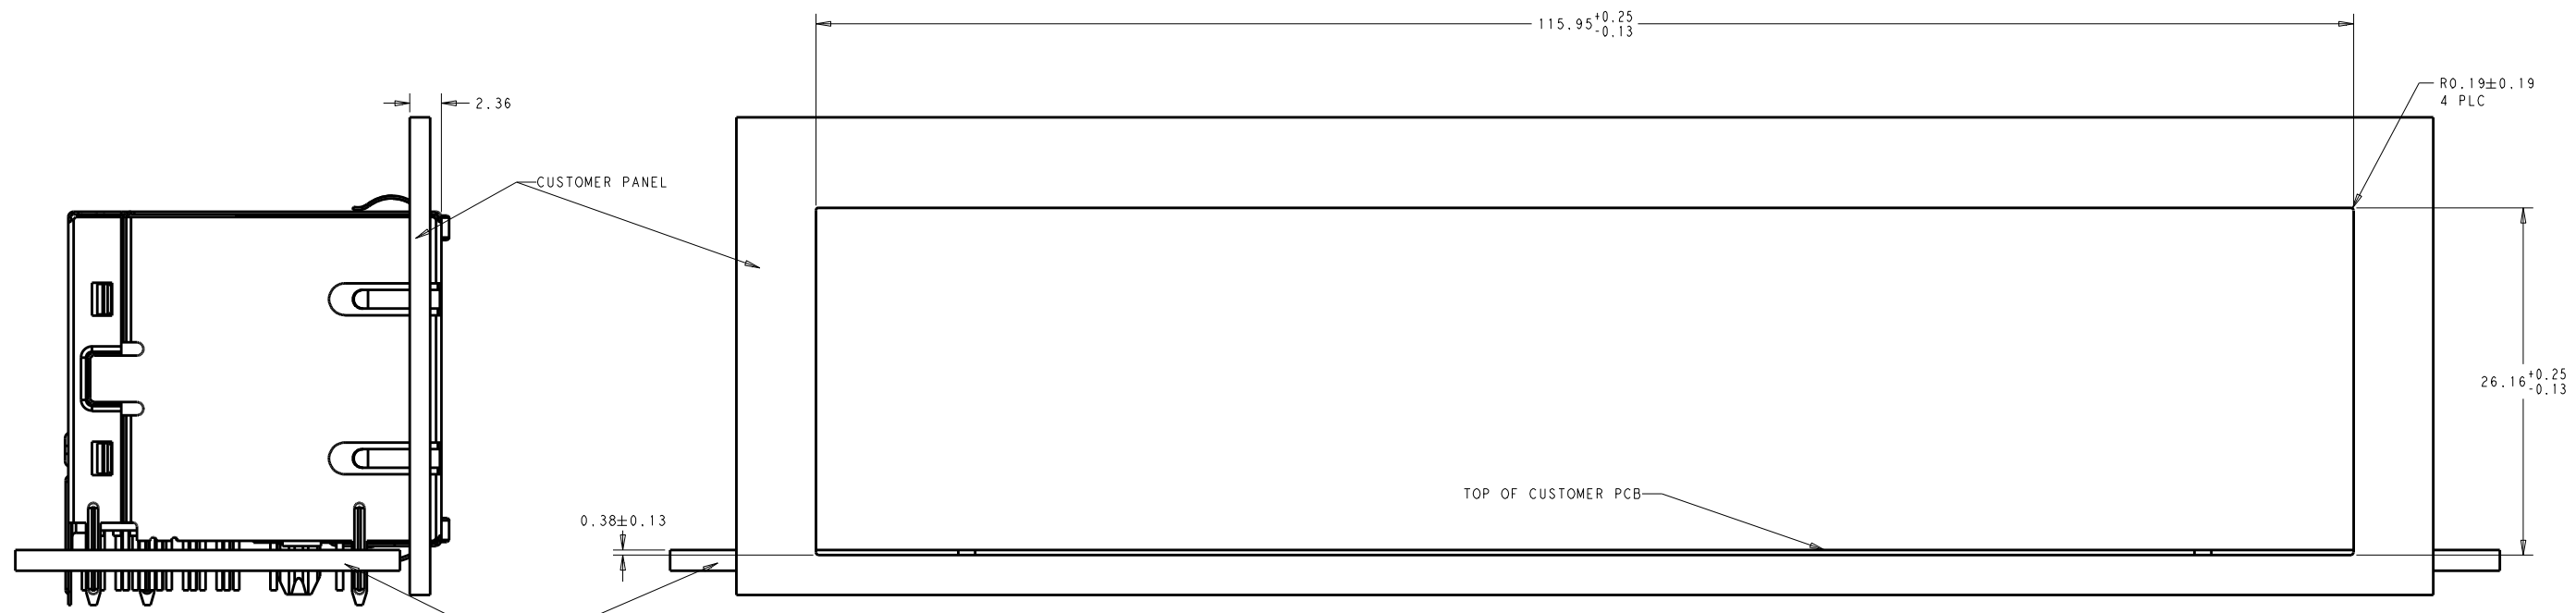 115.95 +0.25
-0.13
R0.19±0.19
4 PLC
2.36
CUSTOMER PANEL
26.16 +0.25
-0.13
TOP OF CUSTOMER PCB
0.38±0.13